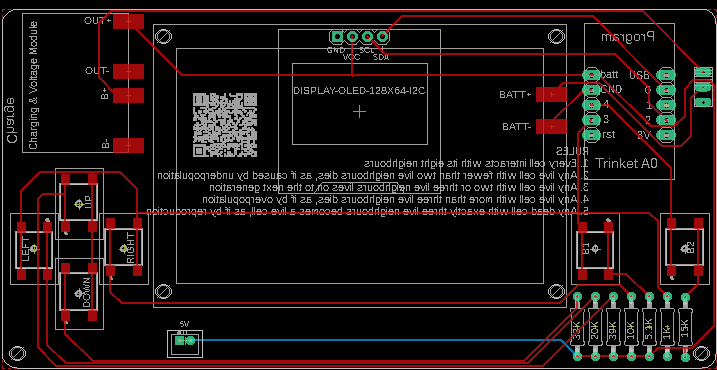 OUT+
OUT-
B+
B-
Charging & Voltage Module
Charge
GND
VCC
SCL
SDA
DISPLAY-OLED-128X64-I2C
BATT+
BATT-
Program
batt
USB
GND
0
4
1
3
2
rst
3V
Trinket A0
RULES
1. Every cell interacts with its eight neighbours
2. Any live cell with fewer than two live neighbours dies, as if caused by underpopulation
3. Any live cell with two or three live neighbours lives on to the next generation
4. Any live cell with more than three live neighbours dies, as if by overpopulation
5. Any dead cell with exactly three live neighbours becomes a live cell, as if by reproduction
UP
LEFT
RIGHT
DOWN
B1
B2
5V
33K
20K
39K
10K
5.1K
1K
15K